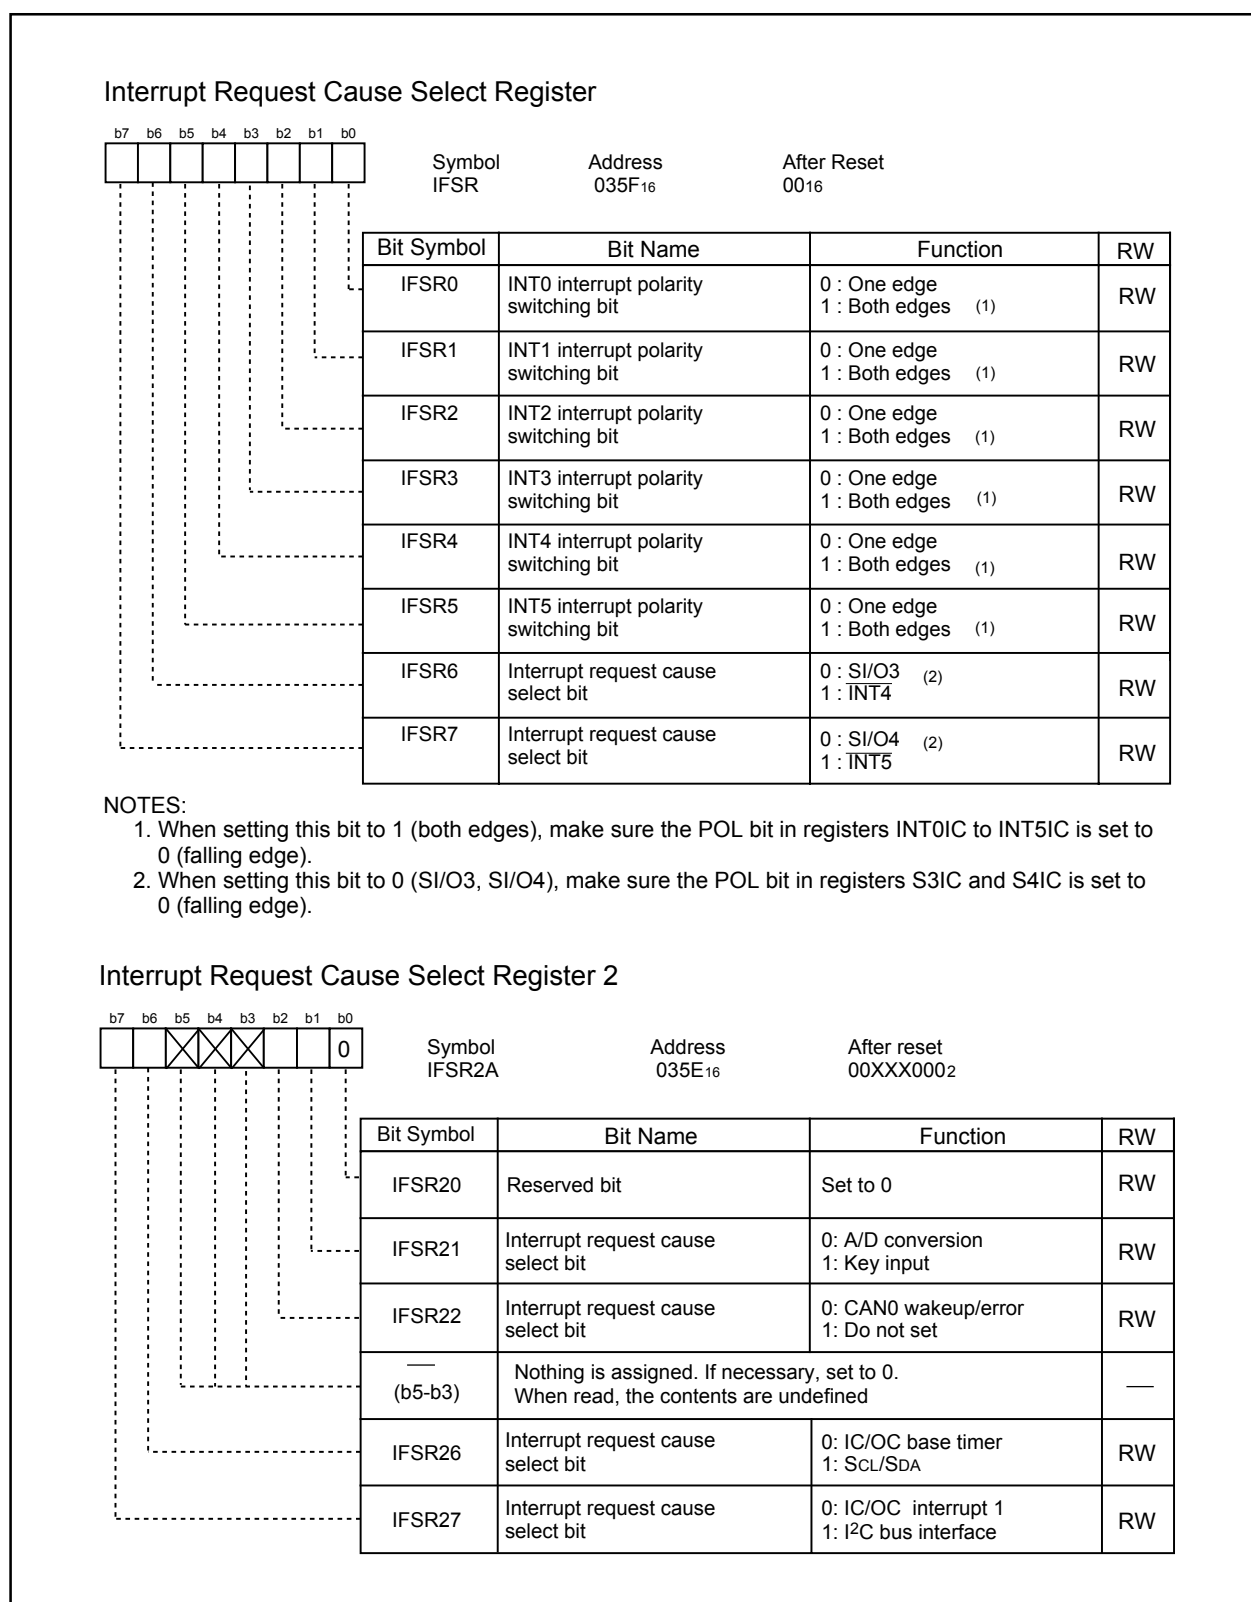 Interrupt Request Cause Select Register
b7 b6 b5 b4 b3 b2 b1 b0
Symbol Address After Reset
IFSR 035F16 0016
Bit Symbol Bit Name Function RW
IFSR0 INT0 interrupt polarity 0 : One edge
switching bit 1 : Both edges (1) RW
IFSR1 INT1 interrupt polarity 0 : One edge
switching bit 1 : Both edges (1) RW
IFSR2 INT2 interrupt polarity 0 : One edge
switching bit 1 : Both edges (1) RW
IFSR3 INT3 interrupt polarity 0 : One edge
switching bit 1 : Both edges (1) RW
IFSR4 INT4 interrupt polarity 0 : One edge
switching bit 1 : Both edges (1) RW
IFSR5 INT5 interrupt polarity 0 : One edge
switching bit 1 : Both edges (1) RW
IFSR6 Interrupt request cause 0 : SI/O3 (2)
select bit 1 : INT4 RW
IFSR7 Interrupt request cause 0 : SI/O4 (2)
select bit 1 : INT5 RW
NOTES:
1. When setting this bit to 1 (both edges), make sure the POL bit in registers INT0IC to INT5IC is set to
0 (falling edge).
2. When setting this bit to 0 (SI/O3, SI/O4), make sure the POL bit in registers S3IC and S4IC is set to
0 (falling edge).
Interrupt Request Cause Select Register 2
b7 b6 b5 b4 b3 b2 b1 b0
0
Symbol Address After reset
IFSR2A 035E16 00XXX0002
Bit Symbol Bit Name Function RW
IFSR20 Reserved bit Set to 0 RW
IFSR21 Interrupt request cause 0: A/D conversion
select bit 1: Key input RW
IFSR22 Interrupt request cause 0: CAN0 wakeup/error
select bit 1: Do not set RW
— Nothing is assigned. If necessary, set to 0. —
(b5-b3) When read, the contents are undefined
IFSR26 Interrupt request cause 0: IC/OC base timer
select bit 1: SCL/SDA RW
IFSR27 Interrupt request cause 0: IC/OC interrupt 1
select bit 1: I2C bus interface RW